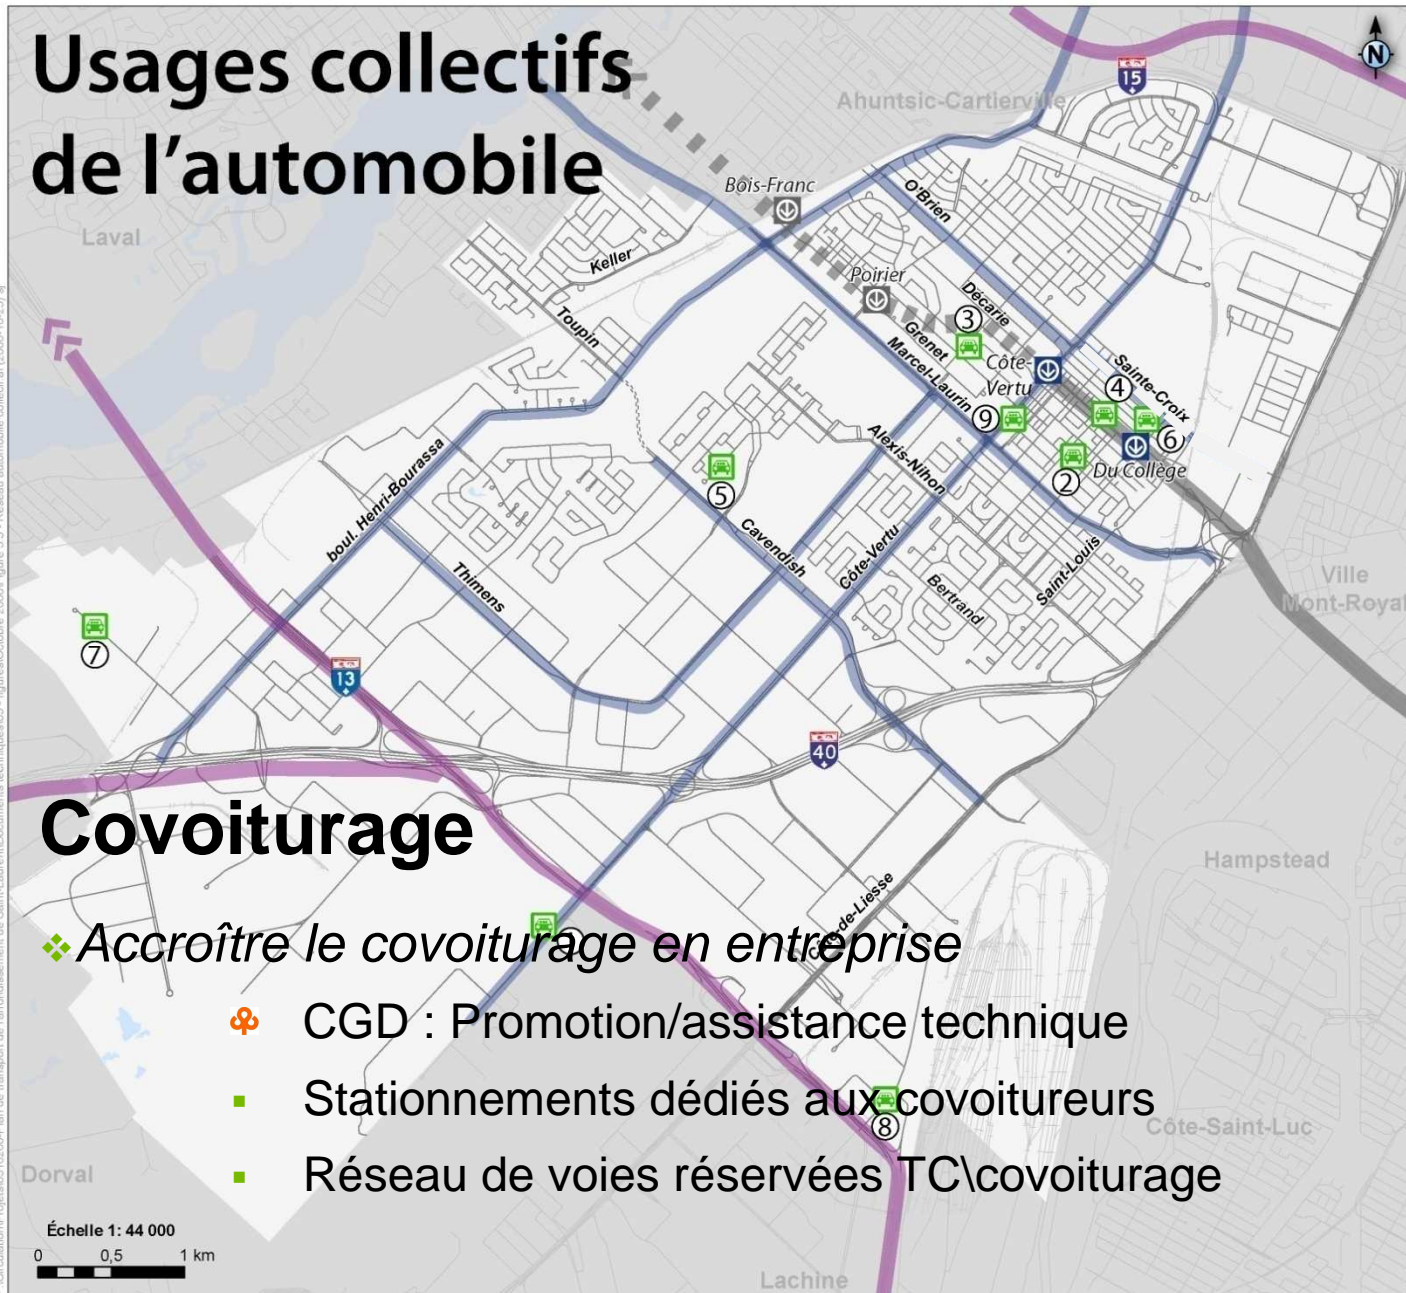 Usages collectifs
de l'automobile
N
15
Ahuntsic-Cartierville
Bois-Franc
O'Brien
Laval
Keller
Poirier
Décarie
Toupin
3
Grenet
Côte-
Vertu
Marcel-Laurin
Sainte-Croix
4
9
6
Alexis-Nihon
Du Collège
2
5
boul. Henri-Bourassa
Cavendish
Côte-Vertu
Saint-Louis
Ville
Mont-Royal
Thimens
Bertrand
7
13
40
Covoiturage
Hampstead
Accroître le covoiturage en entreprise
CGD : Promotion/assistance technique
Stationnements dédiés aux covoitureurs
8
Côte-Saint-Luc
Réseau de voies réservées TC\covoiturage
Dorval
Échelle 1: 44 000
0 0,5 1 km
Lachine